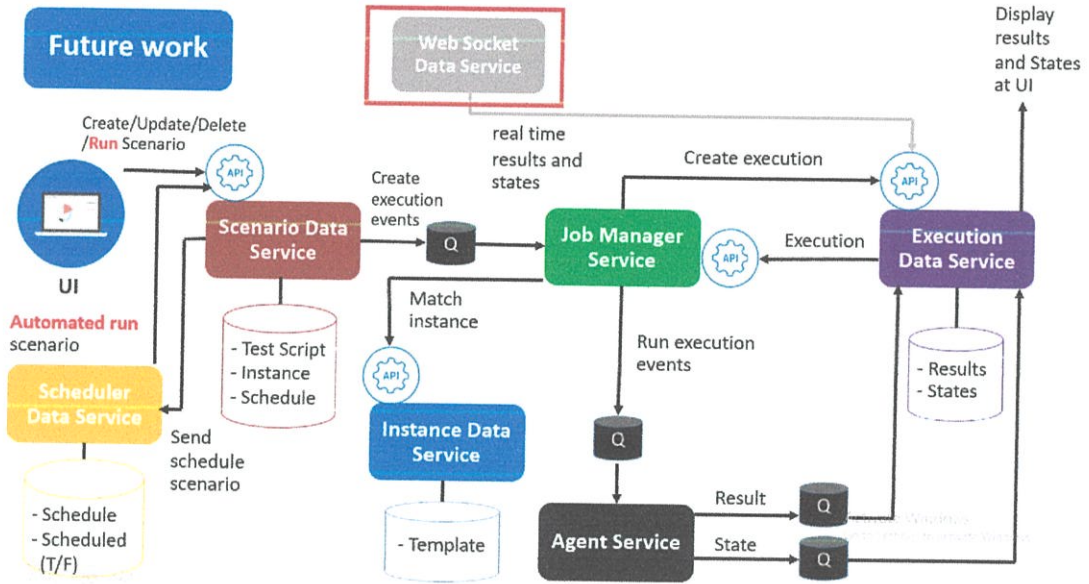 Future work
Web Socket
Data Service
Display
results
and States
at UI
Create/Update/Delete
/Run Scenario
API
real time
results and
states
Create execution
API
Create
execution
events
Scenario Data
Service
Q
Job Manager
Service
API
Execution
Execution
Data Service
UI
Automated run
scenario
Match
instance
Run execution
events
- Test Script
- Instance
- Schedule
- Results
- States
API
Scheduler
Data Service
Send
schedule
scenario
Instance Data
Service
Q
- Schedule
- Scheduled
(T/F)
- Template
Agent Service
Result
Q
State
Q